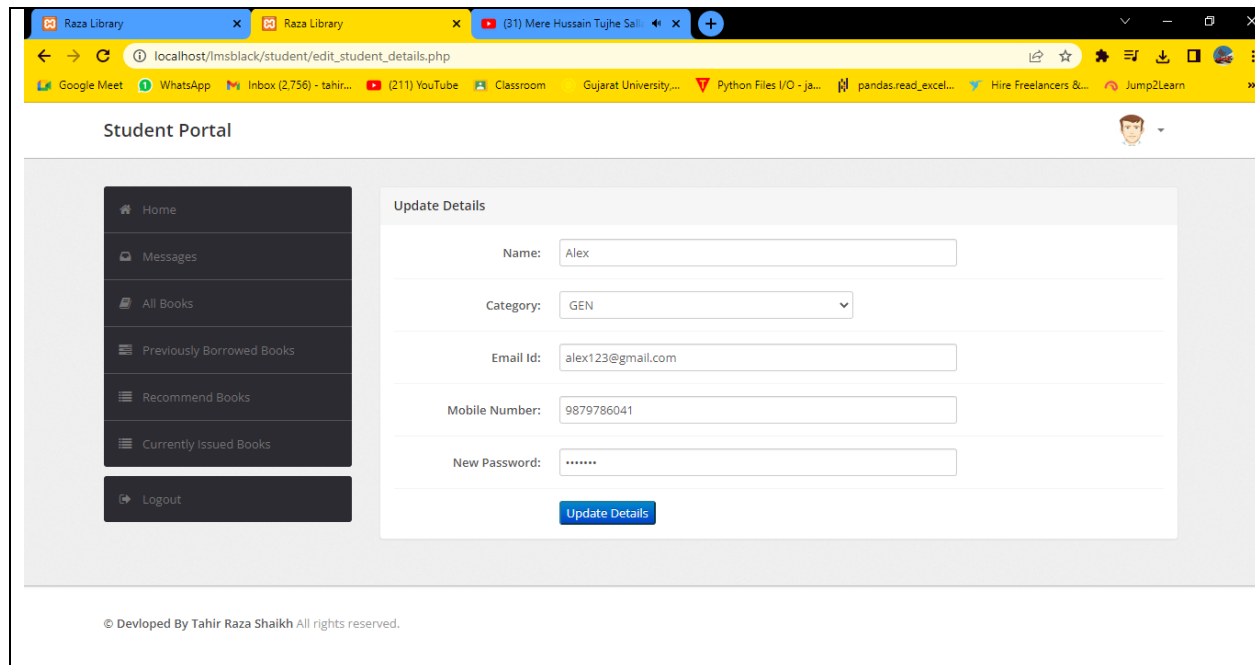 Raza Library
Raza Library
(31) Mere Hussain Tujhe Sal
localhost/lmsblack/student/edit_student_details.php
Google Meet WhatsApp Inbox (2,756) - tahir... (211) YouTube Classroom Gujarat University,... Python Files I/O - ja... pandas.read_excel... Hire Freelancers &... Jump2Learn »
Student Portal
Home
Messages
All Books
Previously Borrowed Books
Recommend Books
Currently Issued Books
Logout
Update Details
Name: Alex
Category: GEN
Email Id: alex123@gmail.com
Mobile Number: 9879786041
New Password: •••••••
Update Details
© Devloped By Tahir Raza Shaikh All rights reserved.